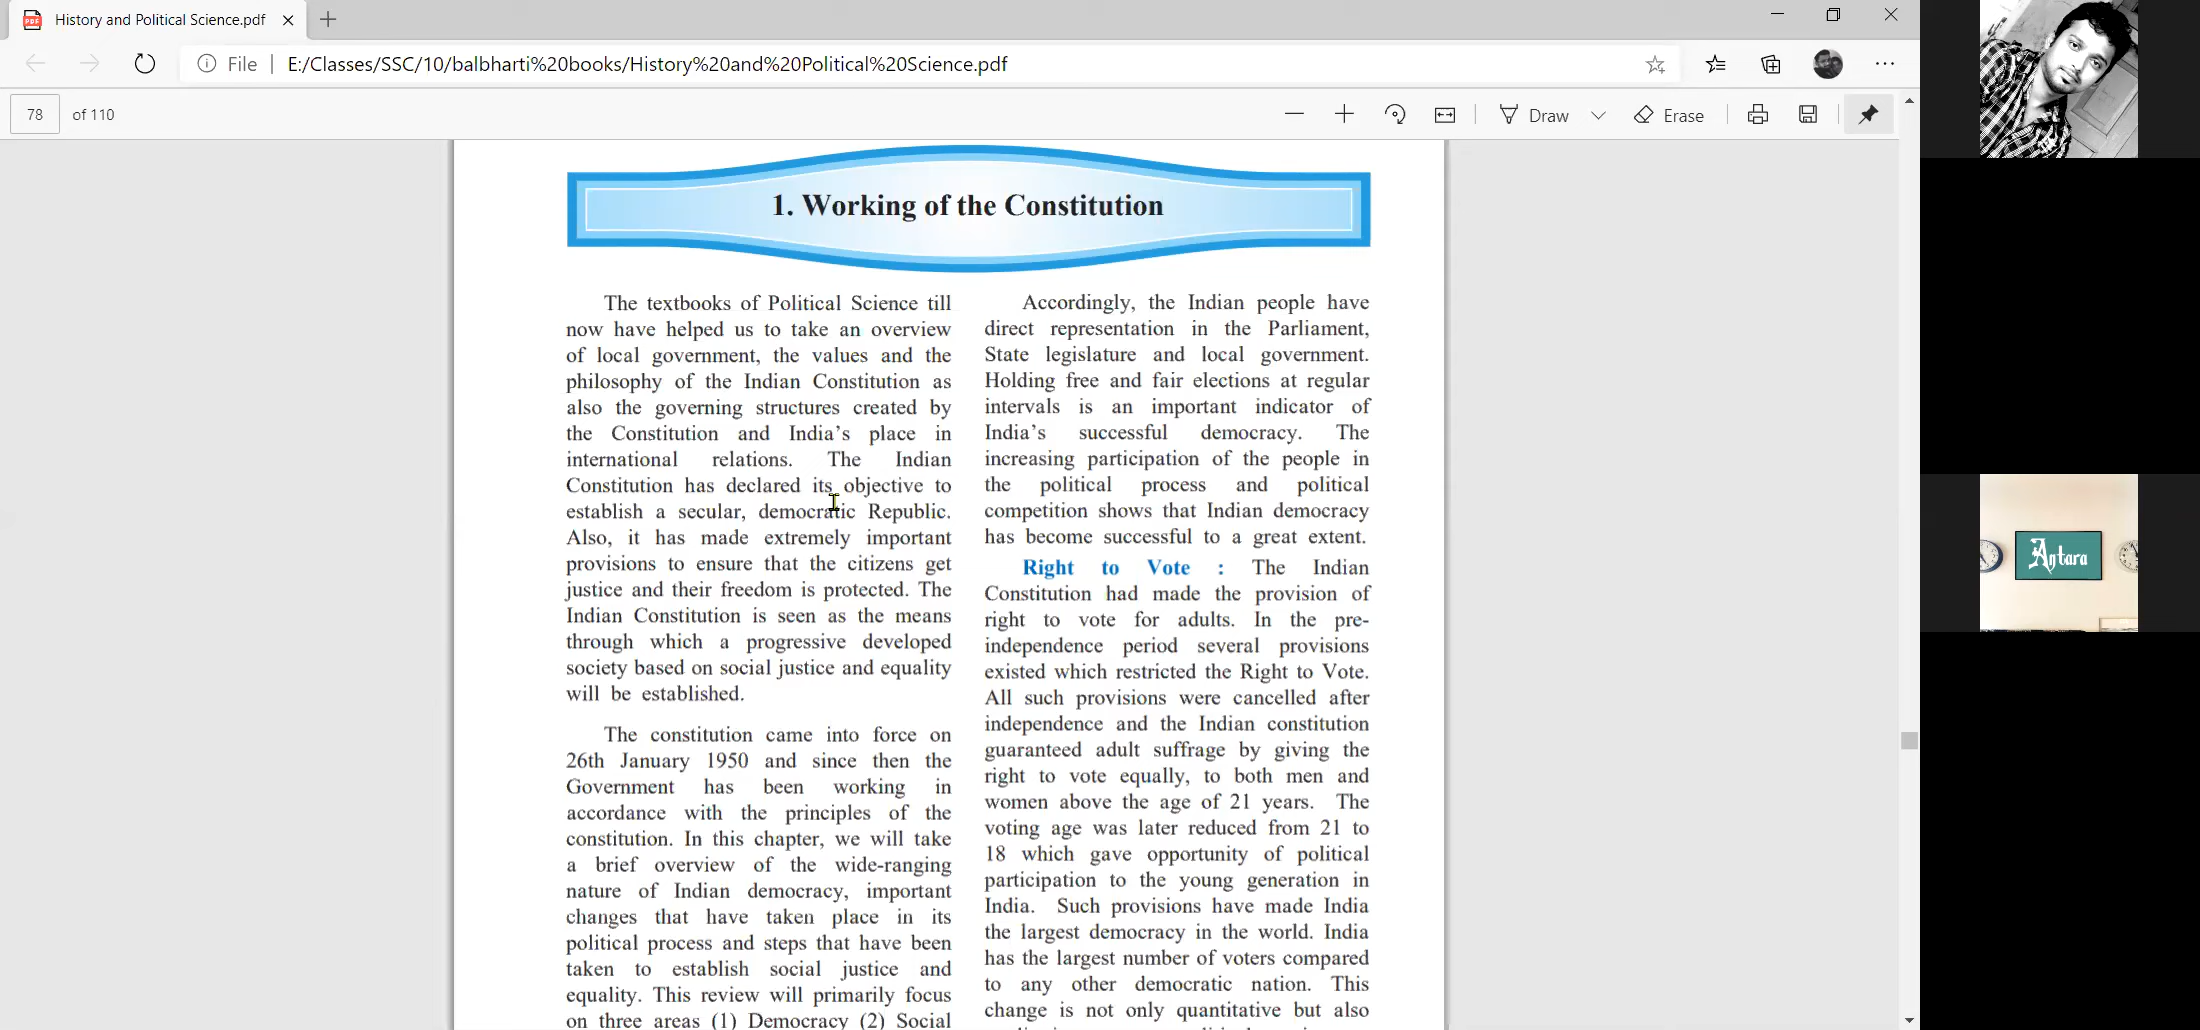 History and Political Science.pdf
File
E:/Classes/SSC/10/balbharti%20books/History%20and%20Political%20Science.pdf
78 of 110
Draw
Erase
1. Working of the Constitution
The textbooks of Political Science till
now have helped us to take an overview
of local government, the values and the
philosophy of the Indian Constitution as
also the governing structures created by
the Constitution and India's place in
international relations. The Indian
Constitution has declared its objective to
establish a secular, democratic Republic.
Also, it has made extremely important
provisions to ensure that the citizens get
justice and their freedom is protected. The
Indian Constitution is seen as the means
through which a progressive developed
society based on social justice and equality
will be established.
The constitution came into force on
26th January 1950 and since then the
Government has been working in
accordance with the principles of the
constitution. In this chapter, we will take
a brief overview of the wide-ranging
nature of Indian democracy, important
changes that have taken place in its
political process and steps that have been
taken to establish social justice and
equality. This review will primarily focus
on three areas (1) Democracy (2) Social
Accordingly, the Indian people have
direct representation in the Parliament,
State legislature and local government.
Holding free and fair elections at regular
intervals is an important indicator of
India's successful democracy. The
increasing participation of the people in
the political process and political
competition shows that Indian democracy
has become successful to a great extent.
Right to Vote : The Indian
Constitution had made the provision of
right to vote for adults. In the pre-
independence period several provisions
existed which restricted the Right to Vote.
All such provisions were cancelled after
independence and the Indian constitution
guaranteed adult suffrage by giving the
right to vote equally, to both men and
women above the age of 21 years. The
voting age was later reduced from 21 to
18 which gave opportunity of political
participation to the young generation in
India. Such provisions have made India
the largest democracy in the world. India
has the largest number of voters compared
to any other democratic nation. This
change is not only quantitative but also
Antara